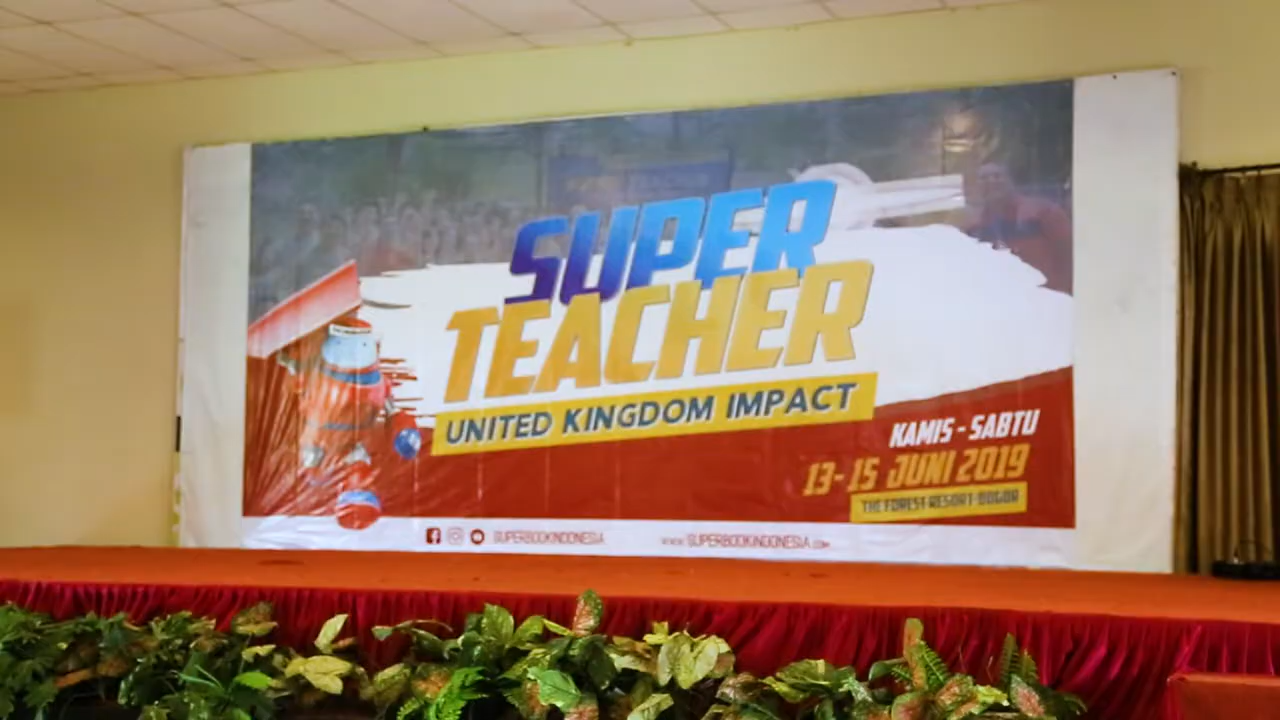 SUPER
TEACHER
UNITED KINGDOM IMPACT
KAMIS - SABTU
13-15 JUNI 2019
THE FOREST RESORT-BOGOR
SUPERBOOKINDONESIA
www.SUPERBOOKINDONESIA.com